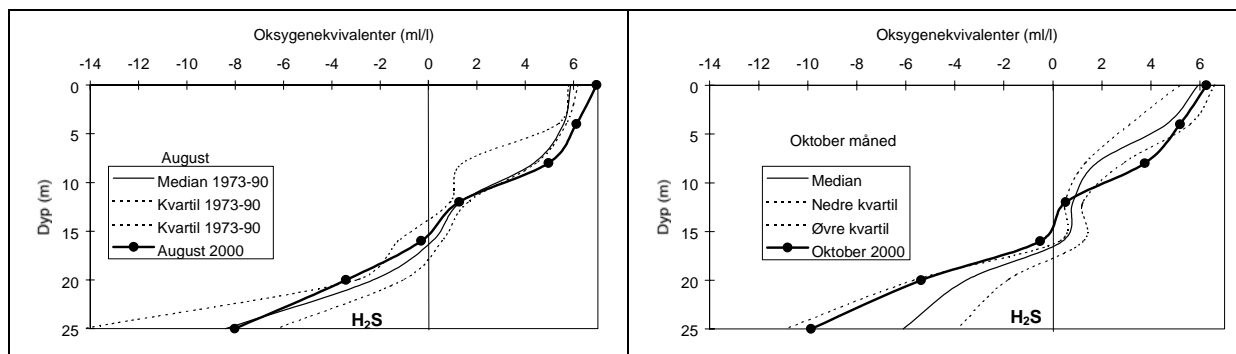 Oksygenekvivalenter (ml/l)
-14 -12 -10 -8 -6 -4 -2 0 2 4 6
0
5
10
15
20
25
Dyp (m)
August
Median 1973-90
Kvartil 1973-90
Kvartil 1973-90
August 2000
H2S
Oksygenekvivalenter (ml/l)
-14 -12 -10 -8 -6 -4 -2 0 2 4 6
0
5
10
15
20
25
Dyp (m)
Oktober måned
Median
Nedre kvartil
Øvre kvartil
Oktober 2000
H2S